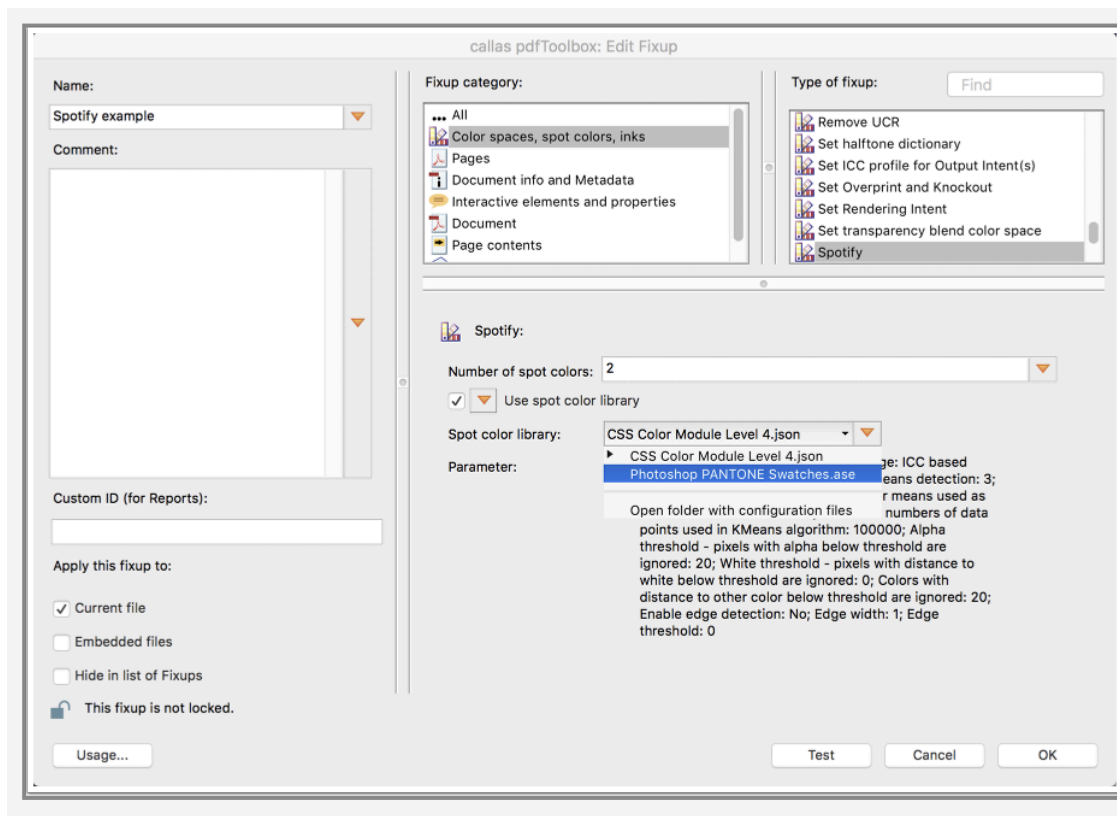 callas pdfToolbox: Edit Fixup
Name:
Spotify example
Comment:
Custom ID (for Reports):
Apply this fixup to:
Current file
Embedded files
Hide in list of Fixups
This fixup is not locked.
Usage...
Fixup category:
All
Color spaces, spot colors, inks
Pages
Document info and Metadata
Interactive elements and properties
Document
Page contents
Type of fixup:
Find
Remove UCR
Set halftone dictionary
Set ICC profile for Output Intent(s)
Set Overprint and Knockout
Set Rendering Intent
Set transparency blend color space
Spotify
Spotify:
Number of spot colors: 2
Use spot color library
Spot color library: CSS Color Module Level 4.json
CSS Color Module Level 4.json
Photoshop PANTONE Swatches.ase
Open folder with configuration files
Parameter:
ICC based
detection: 3;
means used as
numbers of data
points used in KMeans algorithm: 100000; Alpha
threshold - pixels with alpha below threshold are
ignored: 20; White threshold - pixels with distance to
white below threshold are ignored: 0; Colors with
distance to other color below threshold are ignored: 20;
Enable edge detection: No; Edge width: 1; Edge
threshold: 0
Test
Cancel
OK